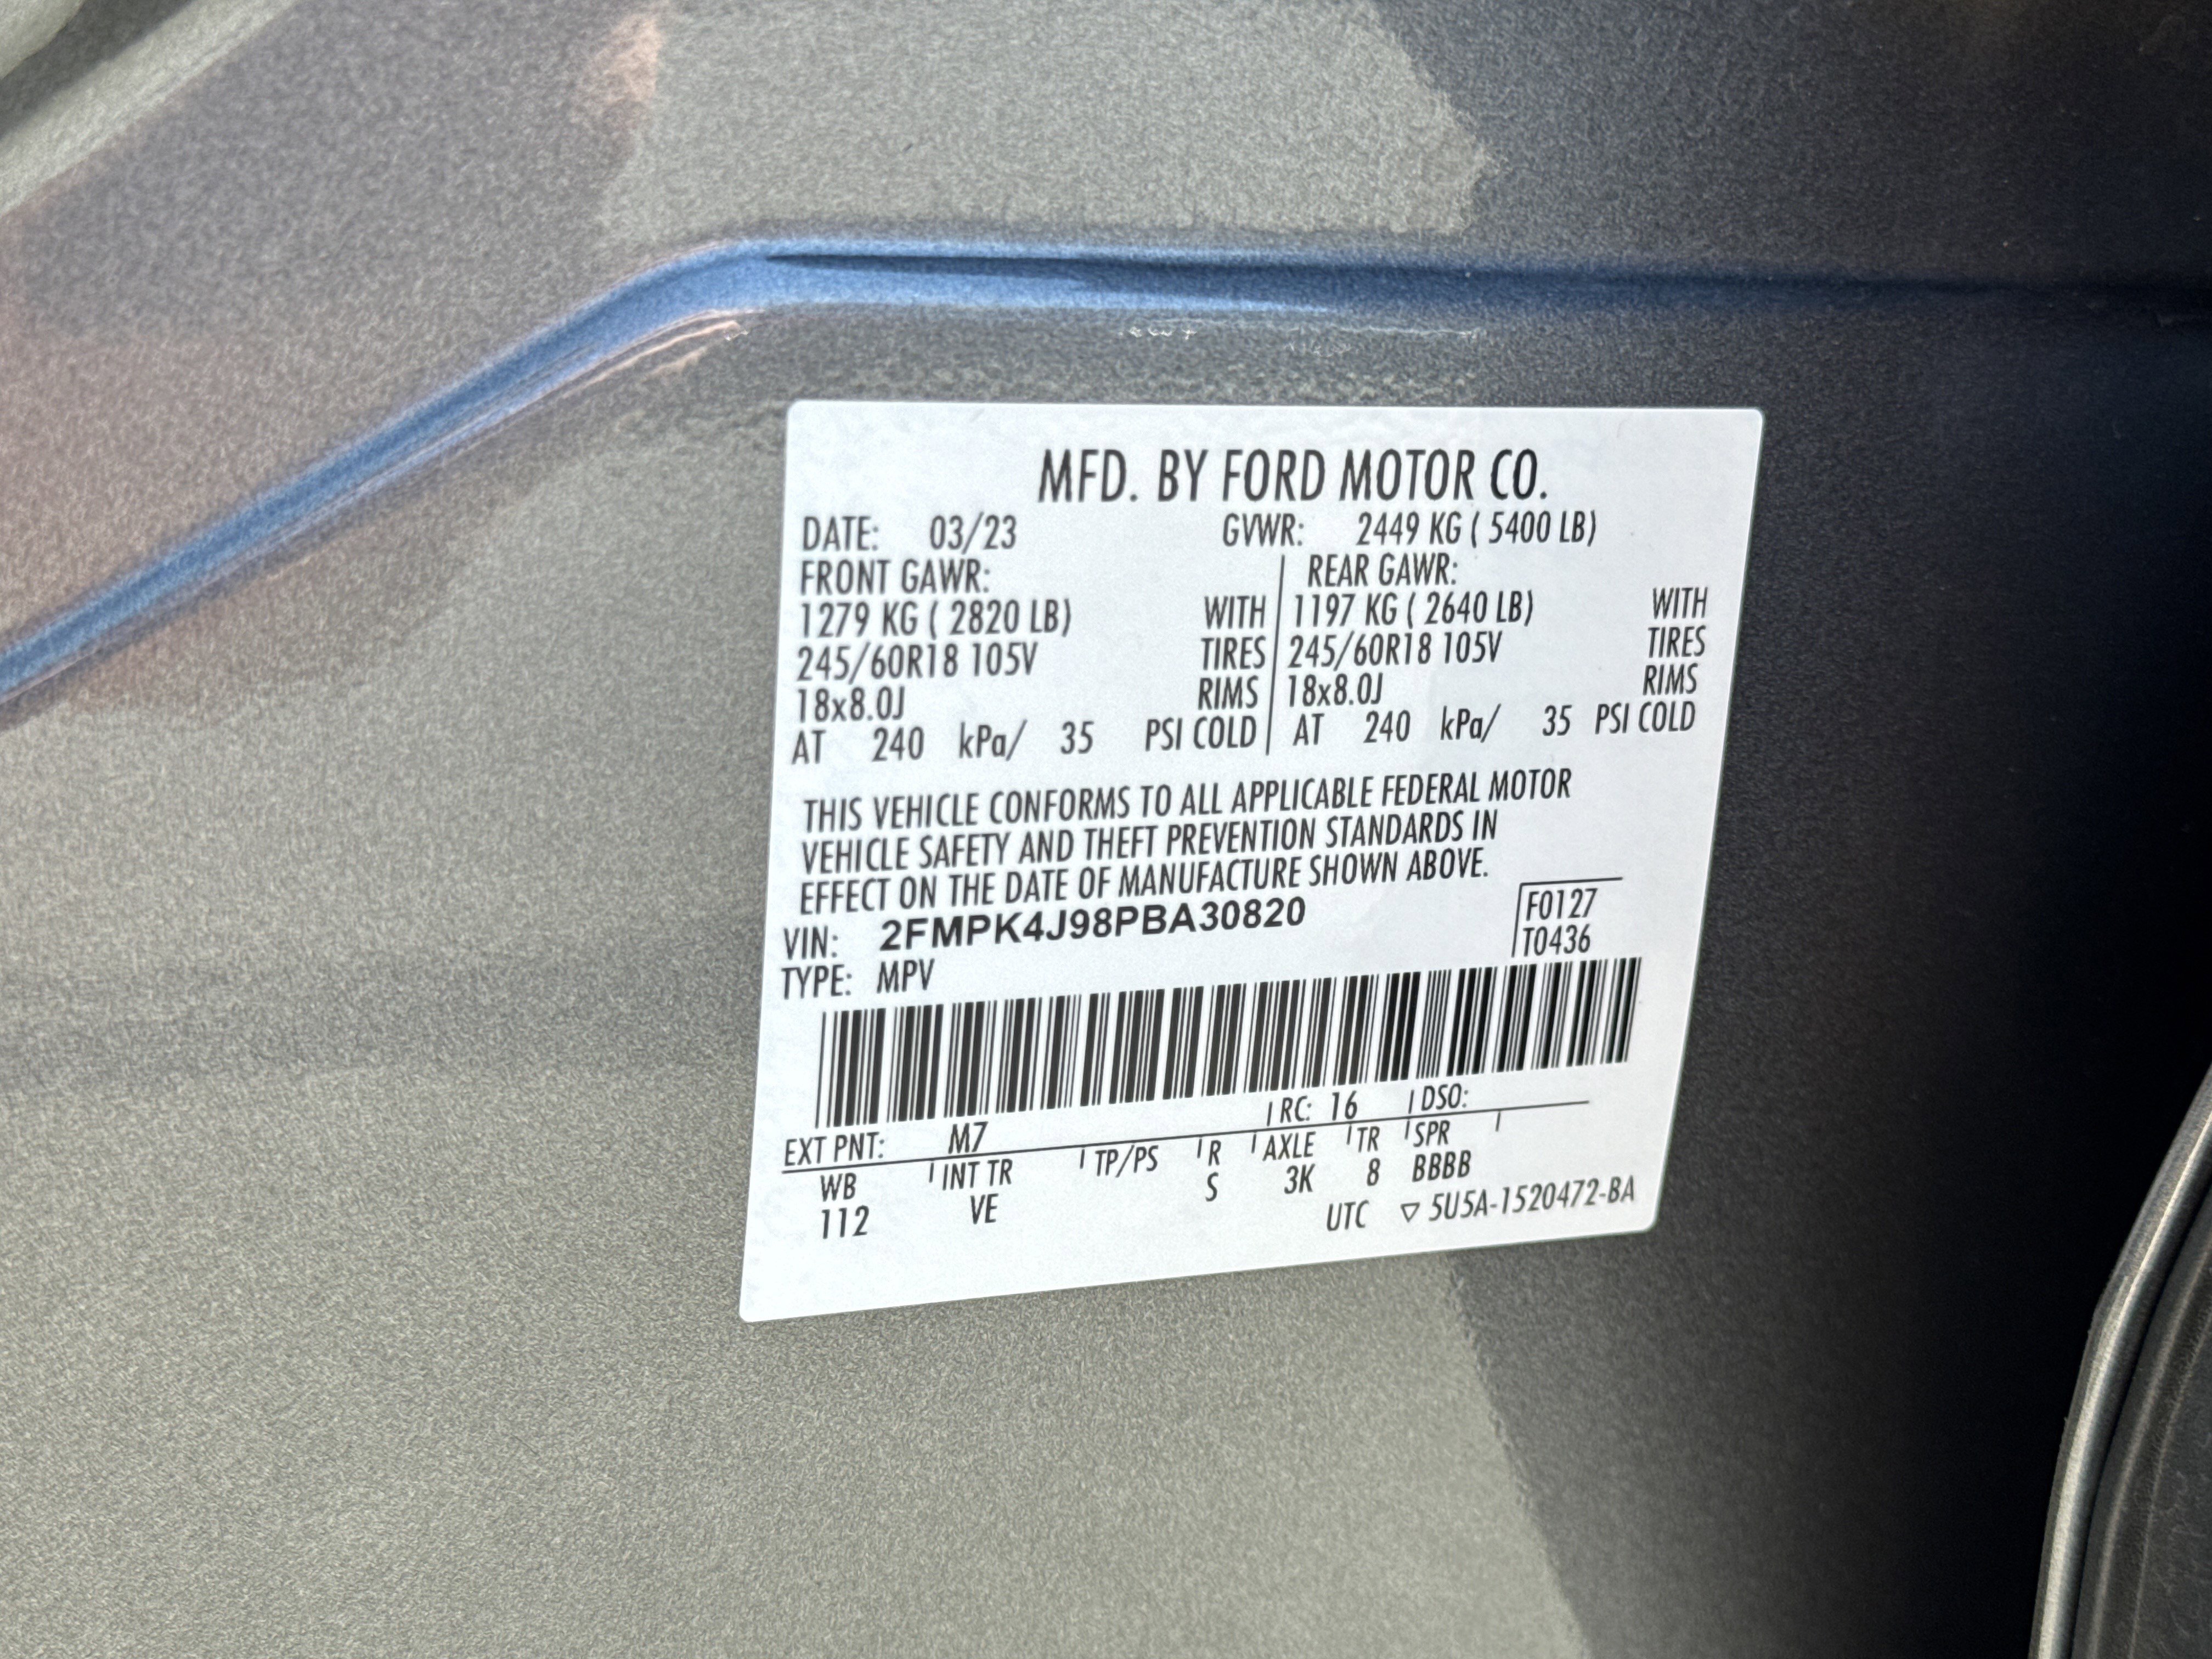 MFD. BY FORD MOTOR CO.
DATE: 03/23 GVWR: 2449 KG ( 5400 LB)
FRONT GAWR: REAR GAWR:
1279 KG ( 2820 LB) WITH 1197 KG ( 2640 LB) WITH
245/60R18 105V TIRES 245/60R18 105V TIRES
18x8.0J RIMS 18x8.0J RIMS
AT 240 kPa/ 35 PSI COLD AT 240 kPa/ 35 PSI COLD
THIS VEHICLE CONFORMS TO ALL APPLICABLE FEDERAL MOTOR
VEHICLE SAFETY AND THEFT PREVENTION STANDARDS IN
EFFECT ON THE DATE OF MANUFACTURE SHOWN ABOVE.
VIN: 2FMPK4J98PBA30820 F0127
TYPE: MPV T0436
EXT PNT: M7 RC: 16 DSO:
WB INT TR TP/PS R AXLE TR SPR
112 VE S 3K 8 BBBB
UTC ▽ 5U5A-1520472-BA